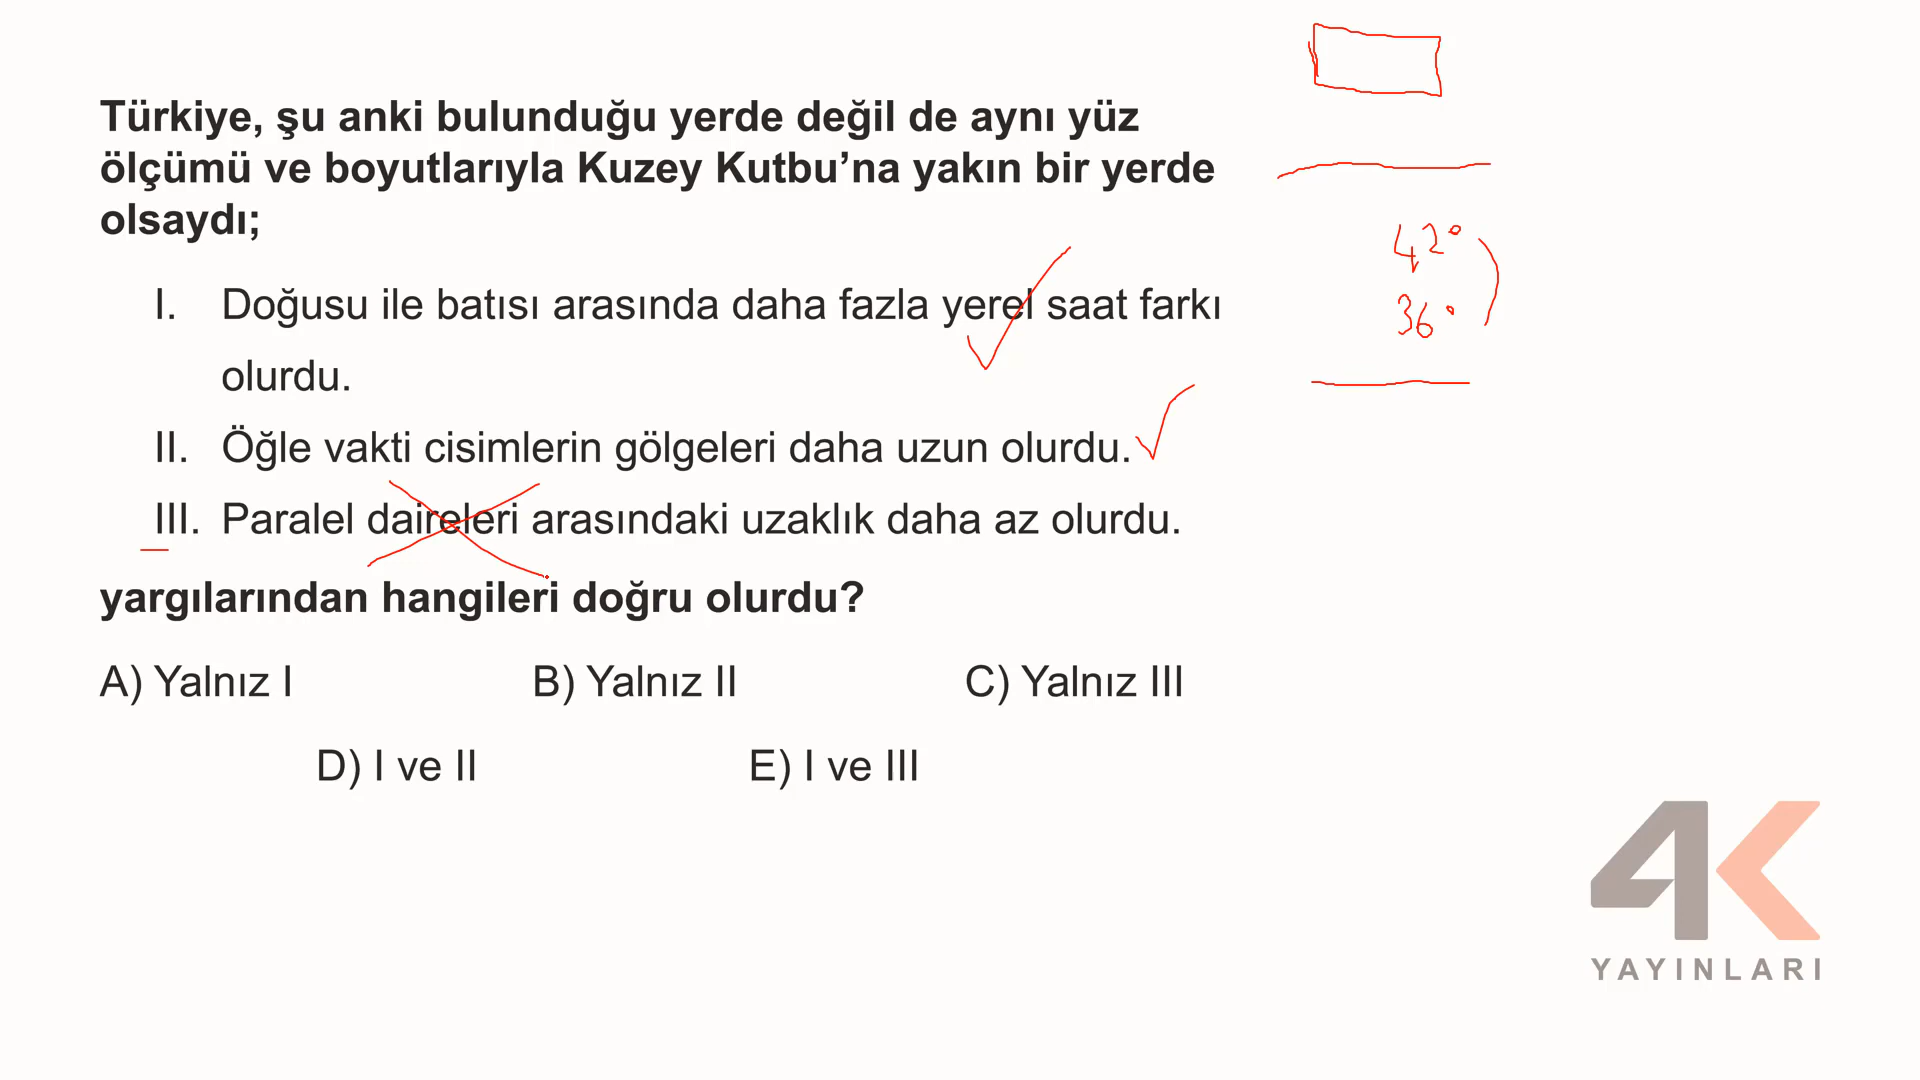 Türkiye, şu anki bulunduğu yerde değil de aynı yüz
ölçümü ve boyutlarıyla Kuzey Kutbu’na yakın bir yerde
olsaydı;
I. Doğusu ile batısı arasında daha fazla yerel saat farkı
olurdu.
II. Öğle vakti cisimlerin gölgeleri daha uzun olurdu.
III. Paralel daireleri arasındaki uzaklık daha az olurdu.
yargılarından hangileri doğru olurdu?
A) Yalnız I B) Yalnız II C) Yalnız III
D) I ve II E) I ve III
42°
36°
4K
YAYINLARI